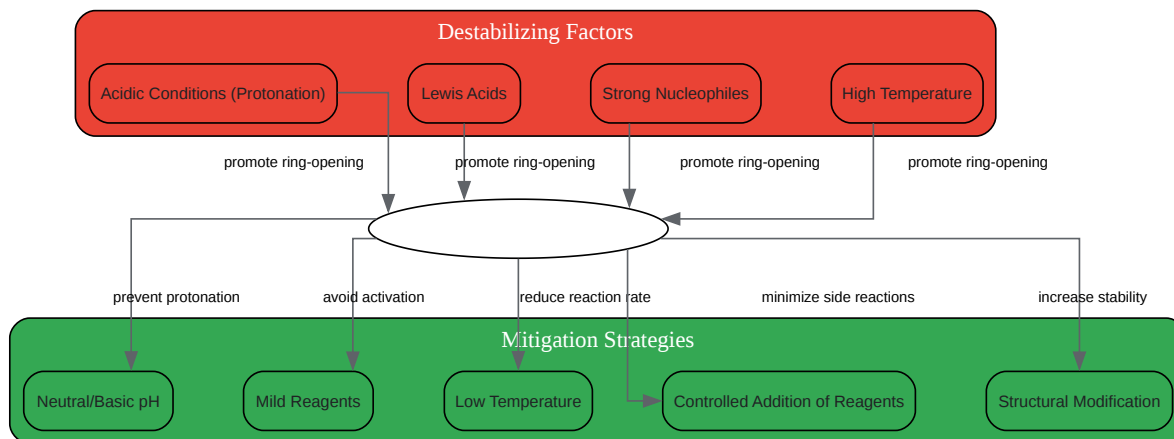 Destabilizing Factors
Acidic Conditions (Protonation)
Lewis Acids
Strong Nucleophiles
High Temperature
promote ring-opening
promote ring-opening
promote ring-opening
promote ring-opening
prevent protonation
avoid activation
reduce reaction rate
minimize side reactions
increase stability
Mitigation Strategies
Neutral/Basic pH
Mild Reagents
Low Temperature
Controlled Addition of Reagents
Structural Modification